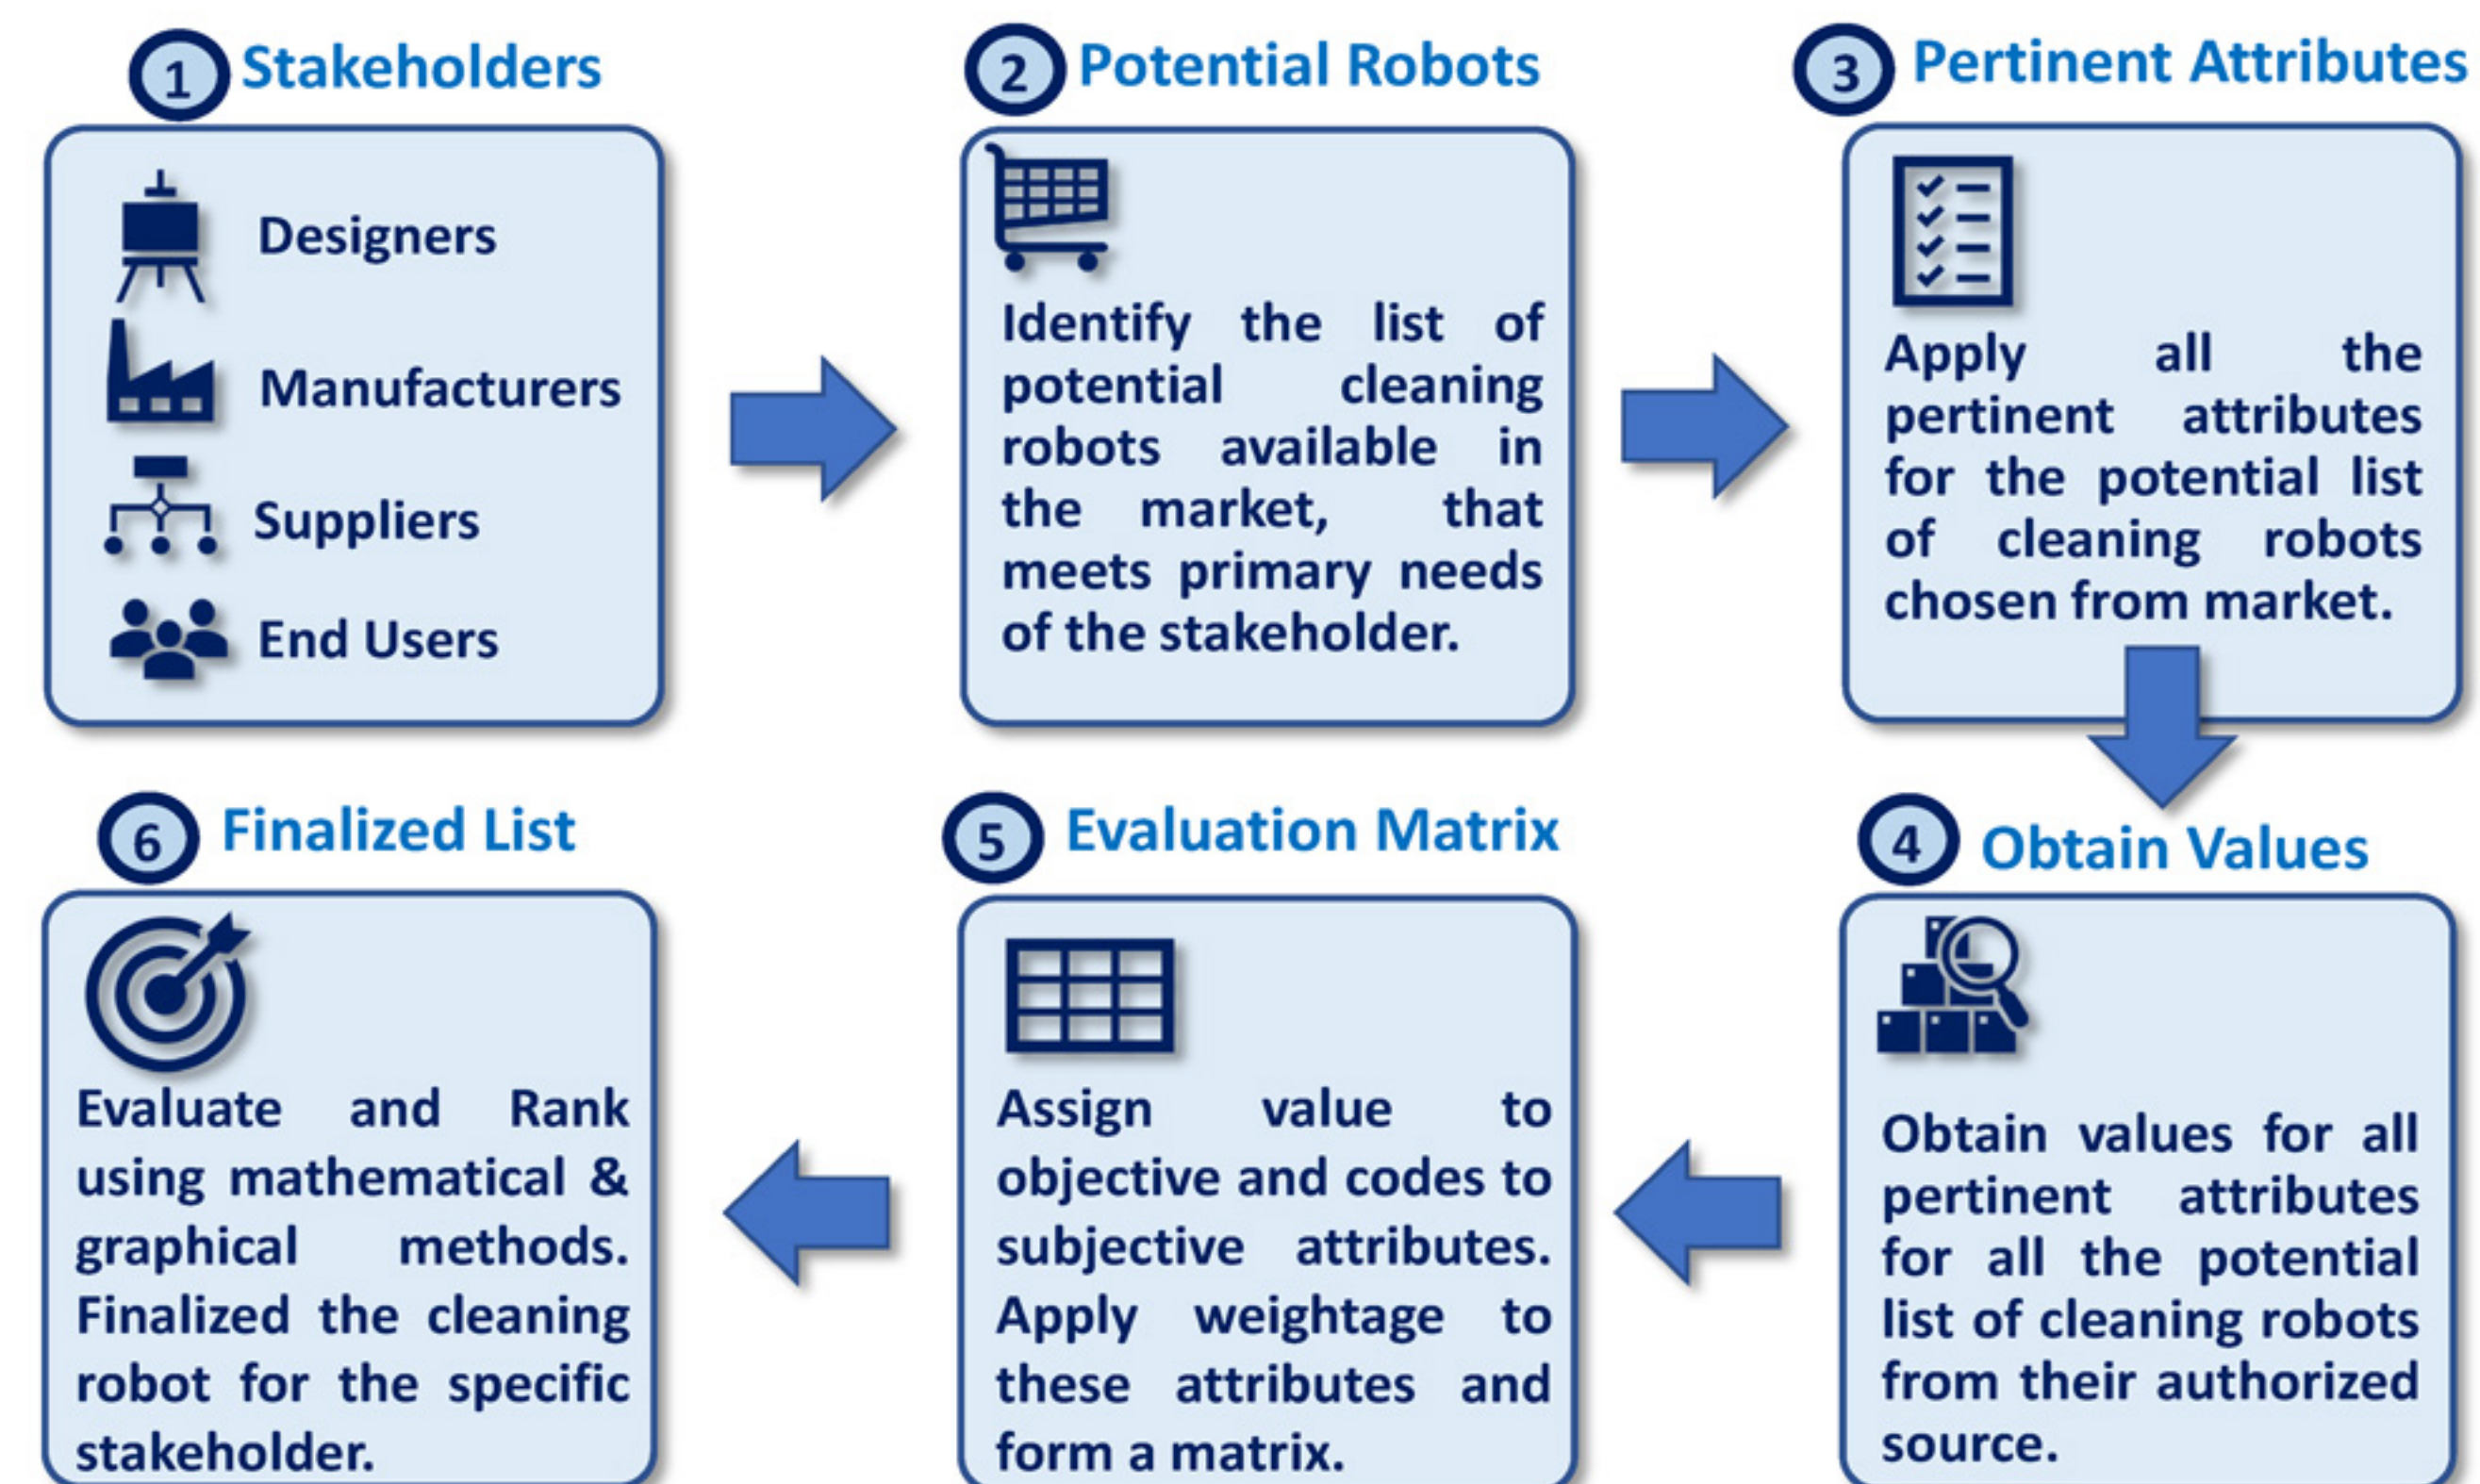 1 Stakeholders
Designers
Manufacturers
Suppliers
End Users
2 Potential Robots
Identify the list of
potential cleaning
robots available in
the market, that
meets primary needs
of the stakeholder.
3 Pertinent Attributes
Apply all the
pertinent attributes
for the potential list
of cleaning robots
chosen from market.
4 Obtain Values
Obtain values for all
pertinent attributes
for all the potential
list of cleaning robots
from their authorized
source.
5 Evaluation Matrix
Assign value to
objective and codes to
subjective attributes.
Apply weightage to
these attributes and
form a matrix.
6 Finalized List
Evaluate and Rank
using mathematical &
graphical methods.
Finalized the cleaning
robot for the specific
stakeholder.